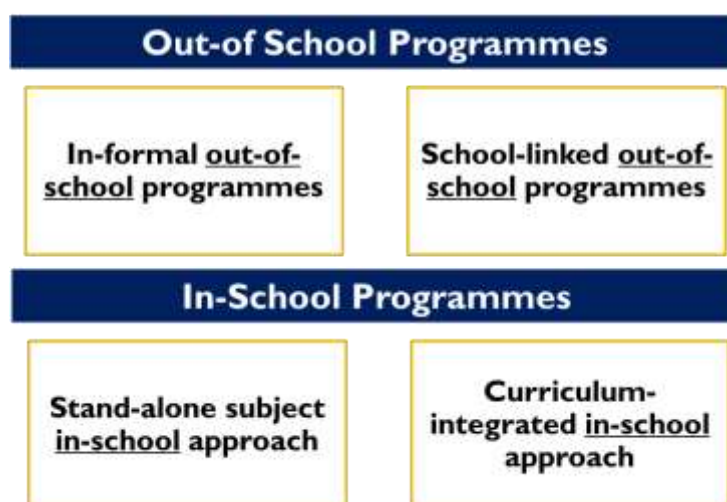 Out-of School Programmes
In-formal out-of-
school programmes
School-linked out-of-
school programmes
In-School Programmes
Stand-alone subject
in-school approach
Curriculum-
integrated in-school
approach